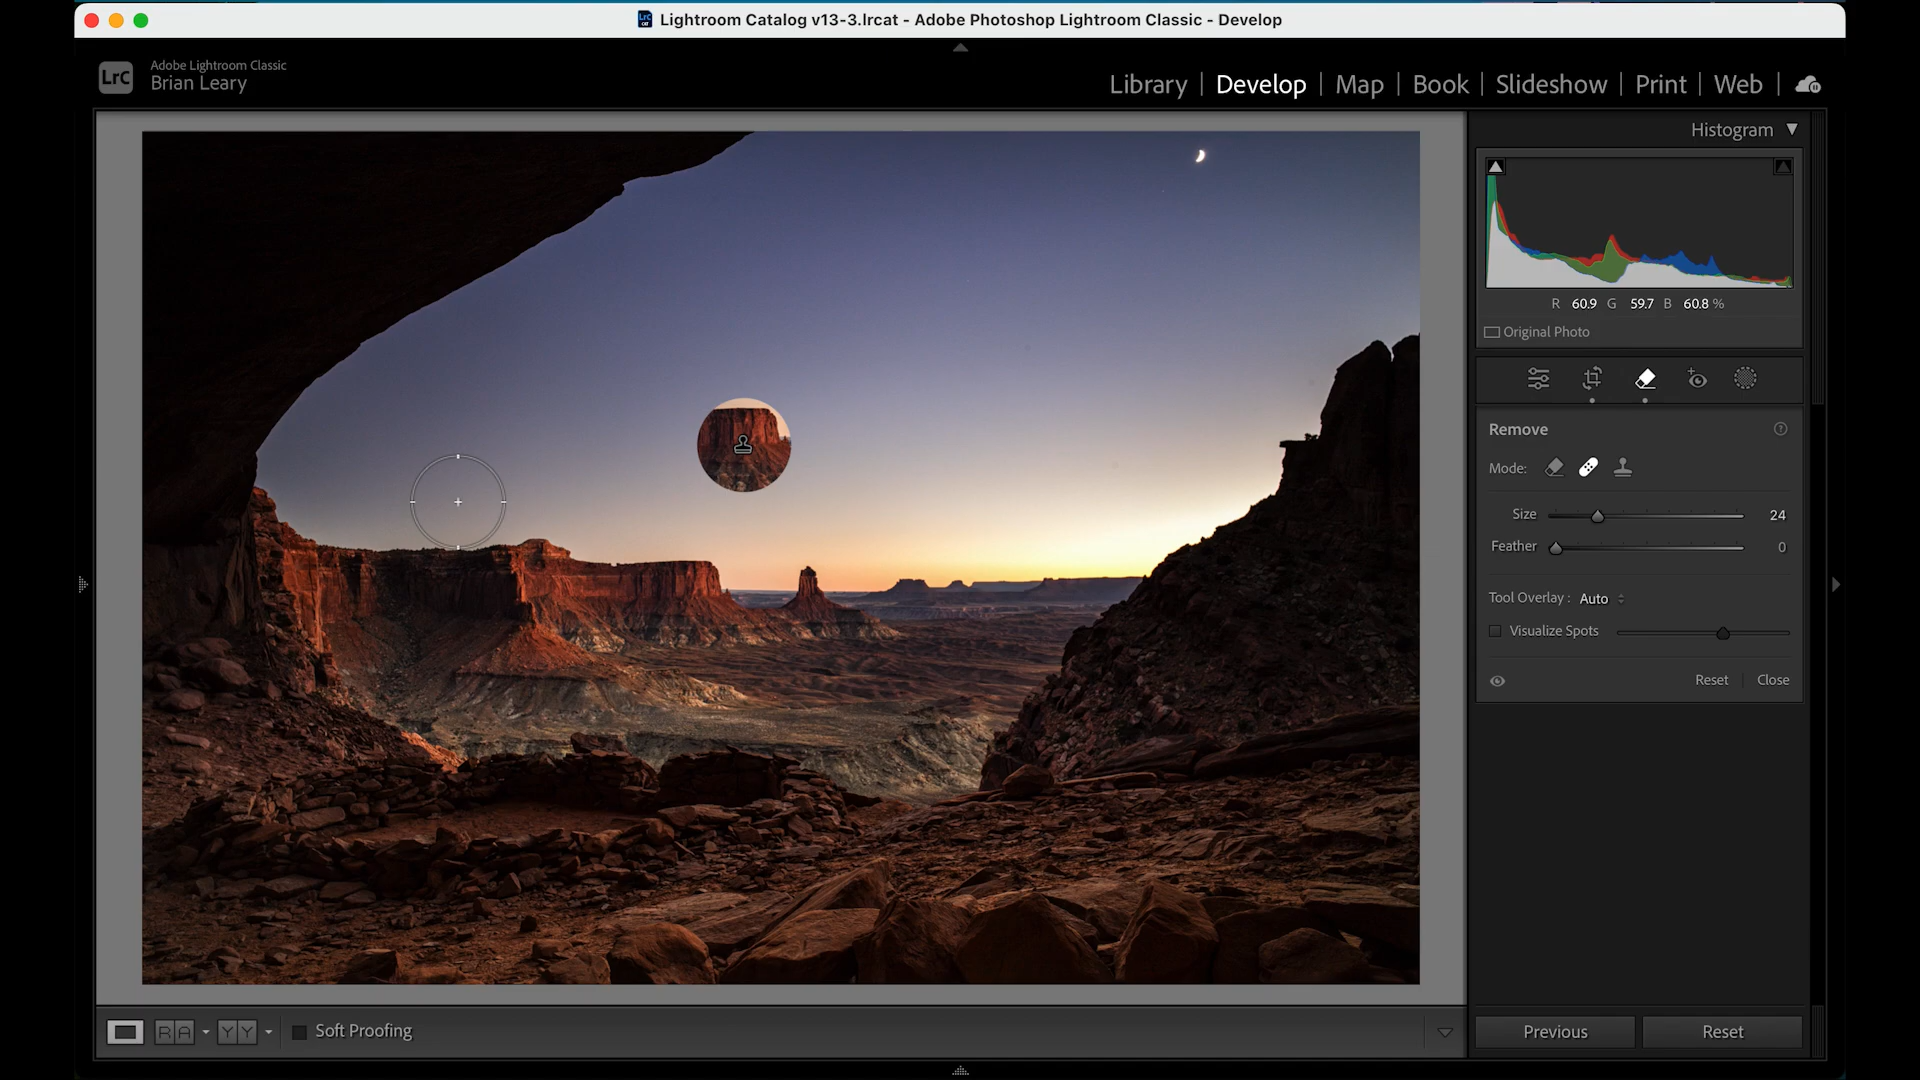 Lightroom Catalog v13-3.lrcat - Adobe Photoshop Lightroom Classic - Develop
LrC
Adobe Lightroom Classic
Brian Leary
Library | Develop | Map | Book | Slideshow | Print | Web |
Histogram
R 60.9 G 59.7 B 60.8 %
Original Photo
Remove
Mode:
Size 24
Feather 0
Tool Overlay : Auto
Visualize Spots
Reset Close
R A Y Y Soft Proofing
Previous Reset